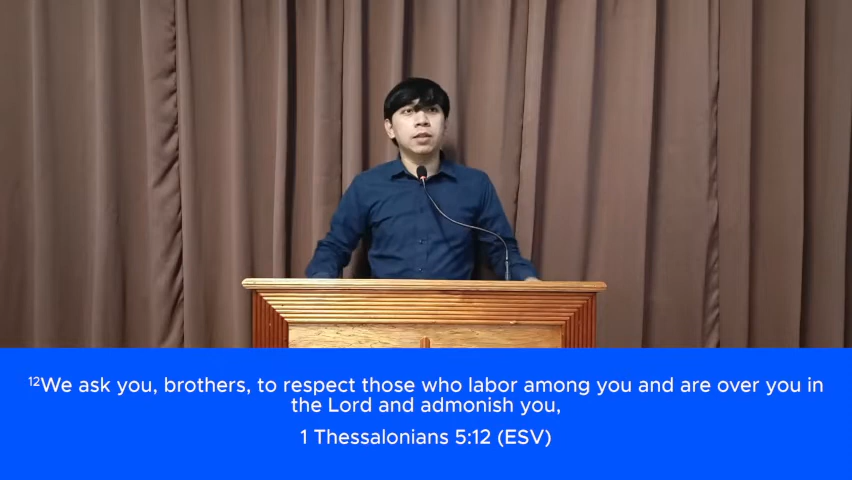 ¹²We ask you, brothers, to respect those who labor among you and are over you in
the Lord and admonish you,
1 Thessalonians 5:12 (ESV)